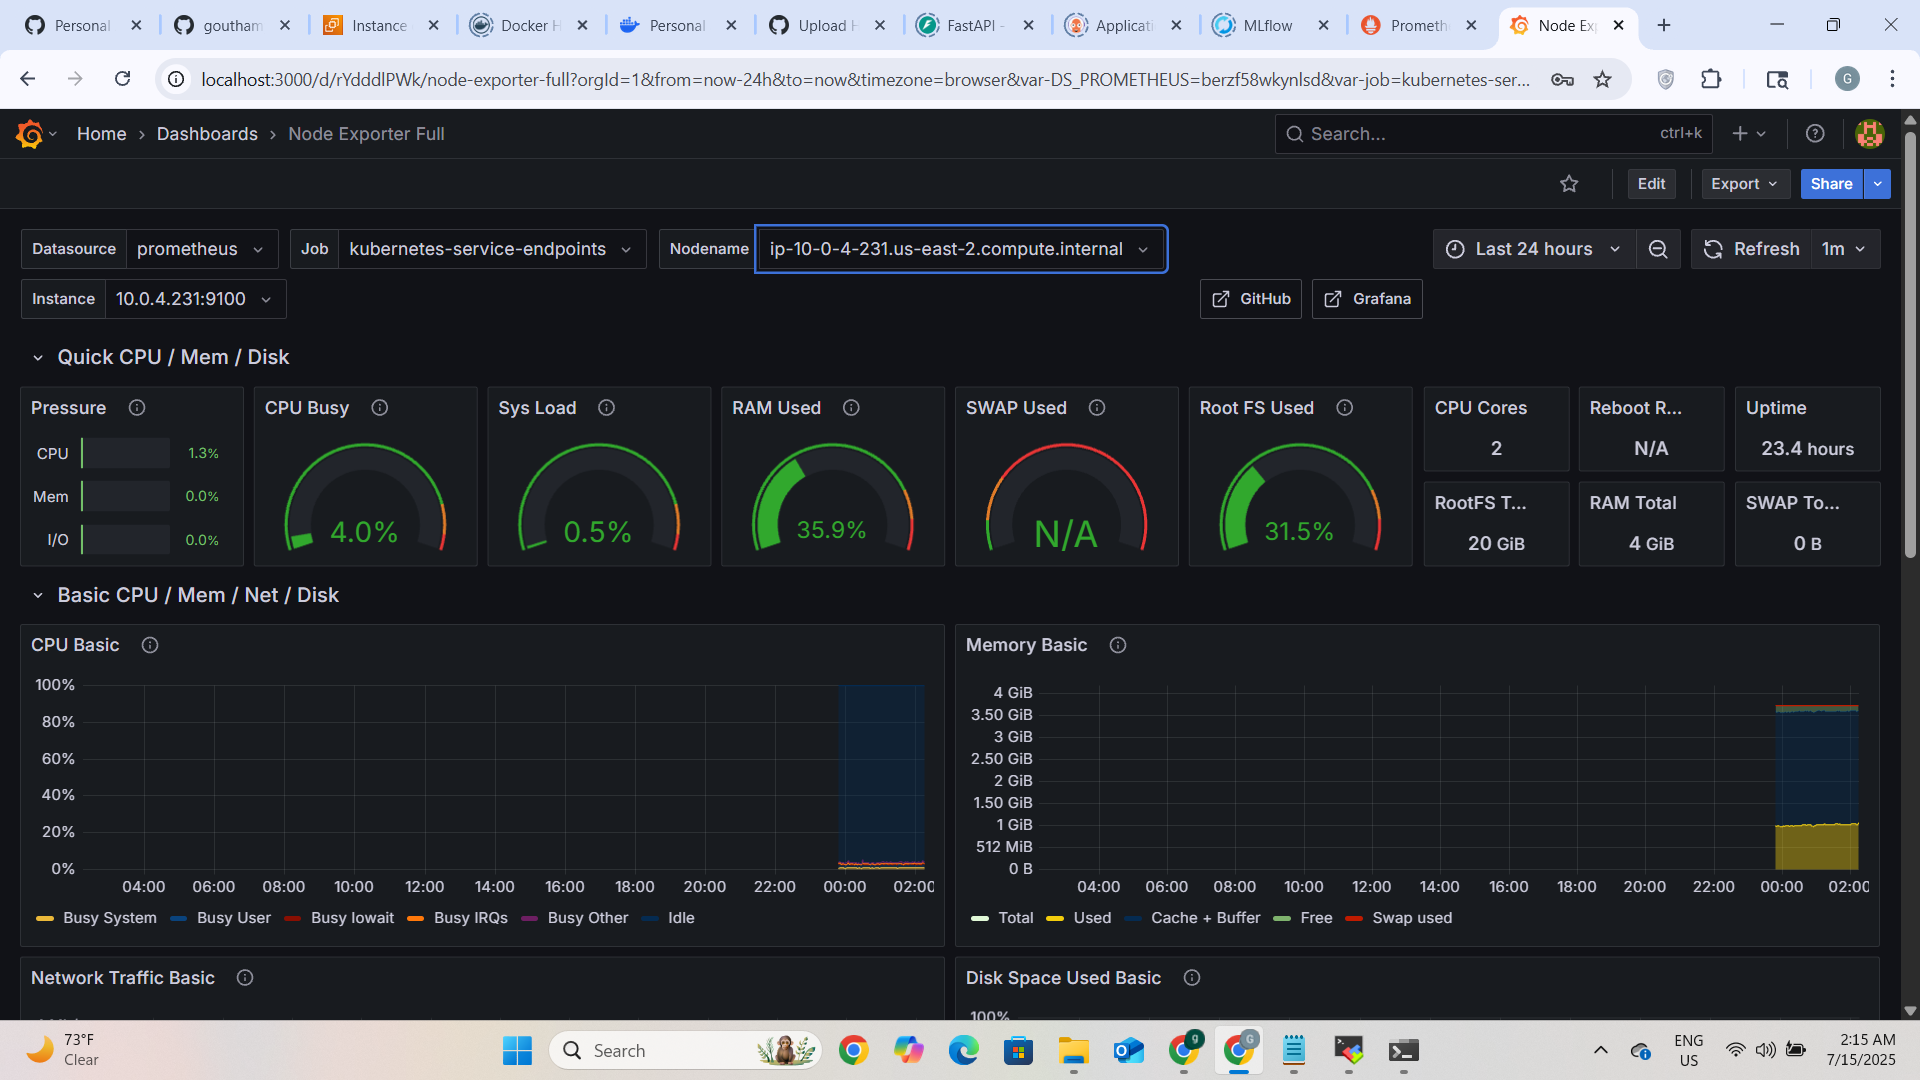 Personal
goutham
Instance
Docker H
Personal
Upload H
FastAPI -
Applicati
MLflow
Prometh
Node Exp
localhost:3000/d/rYdddlPWk/node-exporter-full?orgId=1&from=now-24h&to=now&timezone=browser&var-DS_PROMETHEUS=berzf58wkynlsd&var-job=kubernetes-ser...
G
Home › Dashboards › Node Exporter Full
Search... ctrl+k
Edit
Export
Share
Datasource prometheus
Job kubernetes-service-endpoints
Nodename ip-10-0-4-231.us-east-2.compute.internal
Last 24 hours
Refresh 1m
Instance 10.0.4.231:9100
GitHub
Grafana
Quick CPU / Mem / Disk
Pressure
CPU 1.3%
Mem 0.0%
I/O 0.0%
CPU Busy
4.0%
Sys Load
0.5%
RAM Used
35.9%
SWAP Used
N/A
Root FS Used
31.5%
CPU Cores
2
Reboot R...
N/A
Uptime
23.4 hours
RootFS T...
20 GiB
RAM Total
4 GiB
SWAP To...
0 B
Basic CPU / Mem / Net / Disk
CPU Basic
100%
80%
60%
40%
20%
0%
04:00 06:00 08:00 10:00 12:00 14:00 16:00 18:00 20:00 22:00 00:00 02:00
Busy System Busy User Busy Iowait Busy IRQs Busy Other Idle
Memory Basic
4 GiB
3.50 GiB
3 GiB
2.50 GiB
2 GiB
1.50 GiB
1 GiB
512 MiB
0 B
04:00 06:00 08:00 10:00 12:00 14:00 16:00 18:00 20:00 22:00 00:00 02:00
Total Used Cache + Buffer Free Swap used
Network Traffic Basic
Disk Space Used Basic
100%
73°F
Clear
Search
g
G
ENG
US
2:15 AM
7/15/2025